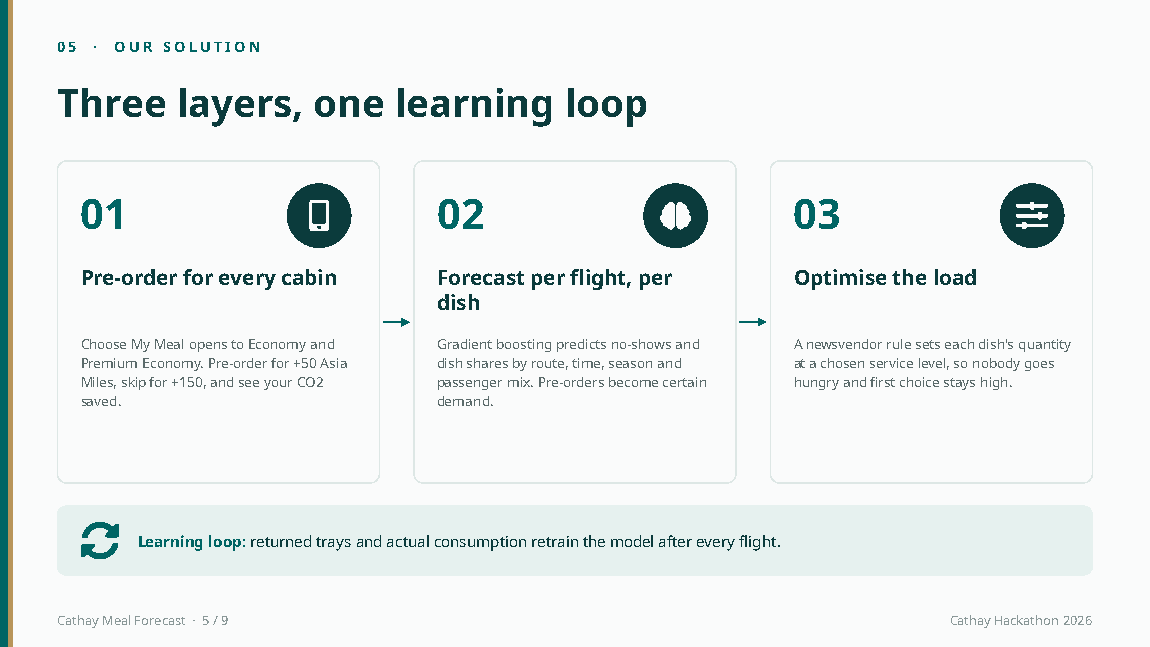 05 · OUR SOLUTION
Three layers, one learning loop
01
Pre-order for every cabin
Choose My Meal opens to Economy and
Premium Economy. Pre-order for +50 Asia
Miles, skip for +150, and see your CO2
saved.
02
Forecast per flight, per
dish
Gradient boosting predicts no-shows and
dish shares by route, time, season and
passenger mix. Pre-orders become certain
demand.
03
Optimise the load
A newsvendor rule sets each dish's quantity
at a chosen service level, so nobody goes
hungry and first choice stays high.
Learning loop: returned trays and actual consumption retrain the model after every flight.
Cathay Meal Forecast · 5 / 9
Cathay Hackathon 2026